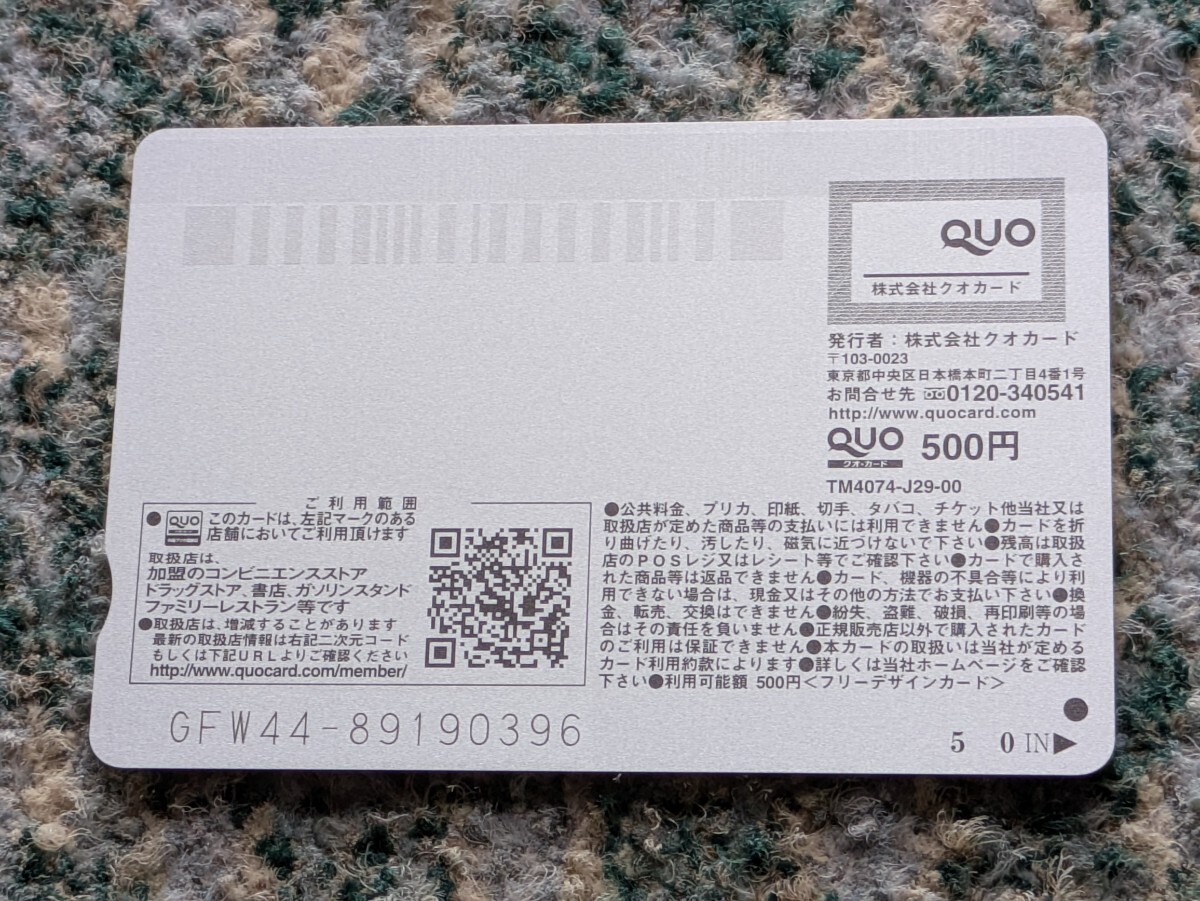 QUO
株式会社クオカード
発行者：株式会社クオカード
〒103-0023
東京都中央区日本橋本町二丁目4番1号
お問合せ先 0120-340541
http://www.quocard.com
QUO 500円
クオ・カード
TM4074-J29-00
ご利用範囲
●QUO このカードは、左記マークのある
店舗においてご利用頂けます
取扱店は、
加盟のコンビニエンスストア
ドラッグストア、書店、ガソリンスタンド
ファミリーレストラン等です
●取扱店は、増減することがあります
最新の取扱店情報は右記二次元コード
もしくは下記URLよりご確認ください
http://www.quocard.com/member/
●公共料金、プリカ、印紙、切手、タバコ、チケット他当社又は
取扱店が定めた商品等の支払いには利用できません●カードを折
り曲げたり、汚したり、磁気に近づけないで下さい●残高は取扱
店のPOSレジ又はレシート等でご確認下さい●カードで購入さ
れた商品等は返品できません●カード、機器の不具合等により利
用できない場合は、現金又はその他の方法でお支払い下さい●換
金、転売、交換はできません●紛失、盗難、破損、再印刷等の場
合はその責任を負いません●正規販売店以外で購入されたカード
のご利用は保証できません●本カードの取扱いは当社が定める
カード利用約款によります●詳しくは当社ホームページをご確認
下さい●利用可能額 500円＜フリーデザインカード＞
GFW44-89190396
5 0 IN▶